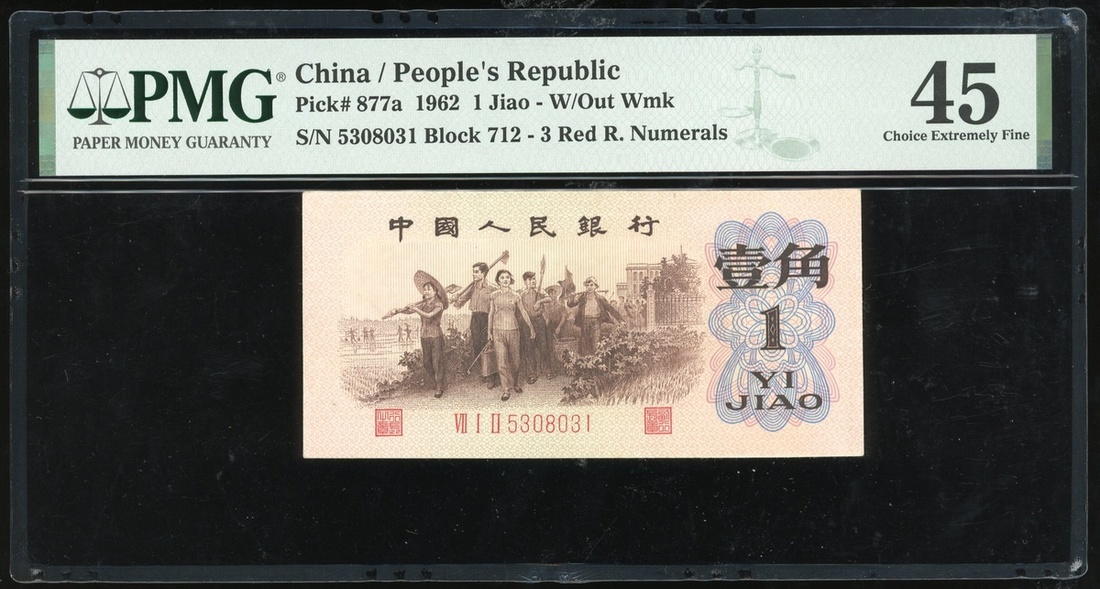 PMG®
PAPER MONEY GUARANTY
China / People's Republic
Pick# 877a 1962 1 Jiao - W/Out Wmk
S/N 5308031 Block 712 - 3 Red R. Numerals
45
Choice Extremely Fine
中國人民銀行
壹角
1
YI
JIAO
VII I II 5308031